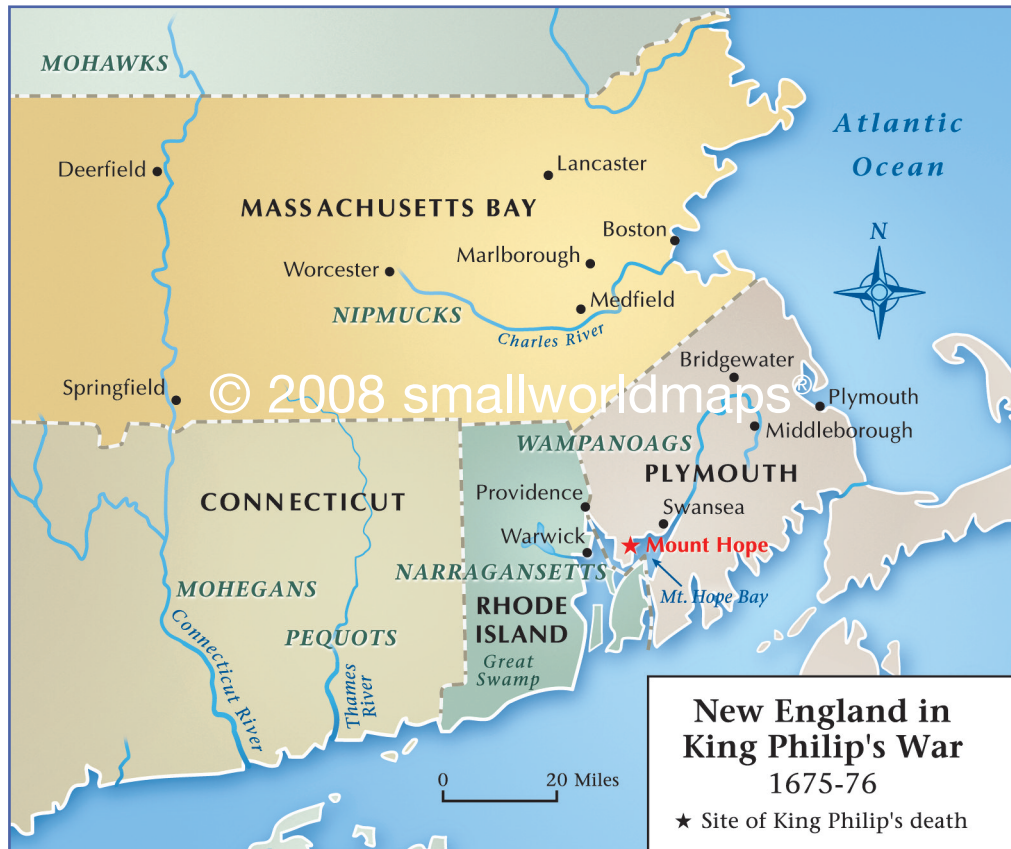 MOHAWKS
Atlantic
Ocean
Deerfield
Lancaster
MASSACHUSETTS BAY
Boston
N
Marlborough
Worcester
Medfield
NIPMUCKS
Charles River
Bridgewater
Springfield
© 2008 smallworldmaps®
Plymouth
Middleborough
WAMPANOAGS
PLYMOUTH
CONNECTICUT
Providence
Swansea
Warwick
Mount Hope
NARRAGANSETTS
MOHEGANS
Mt. Hope Bay
RHODE
ISLAND
PEQUOTS
Connecticut River
Great
Swamp
Thames
River
New England in
King Philip's War
1675-76
★ Site of King Philip's death
0 20 Miles